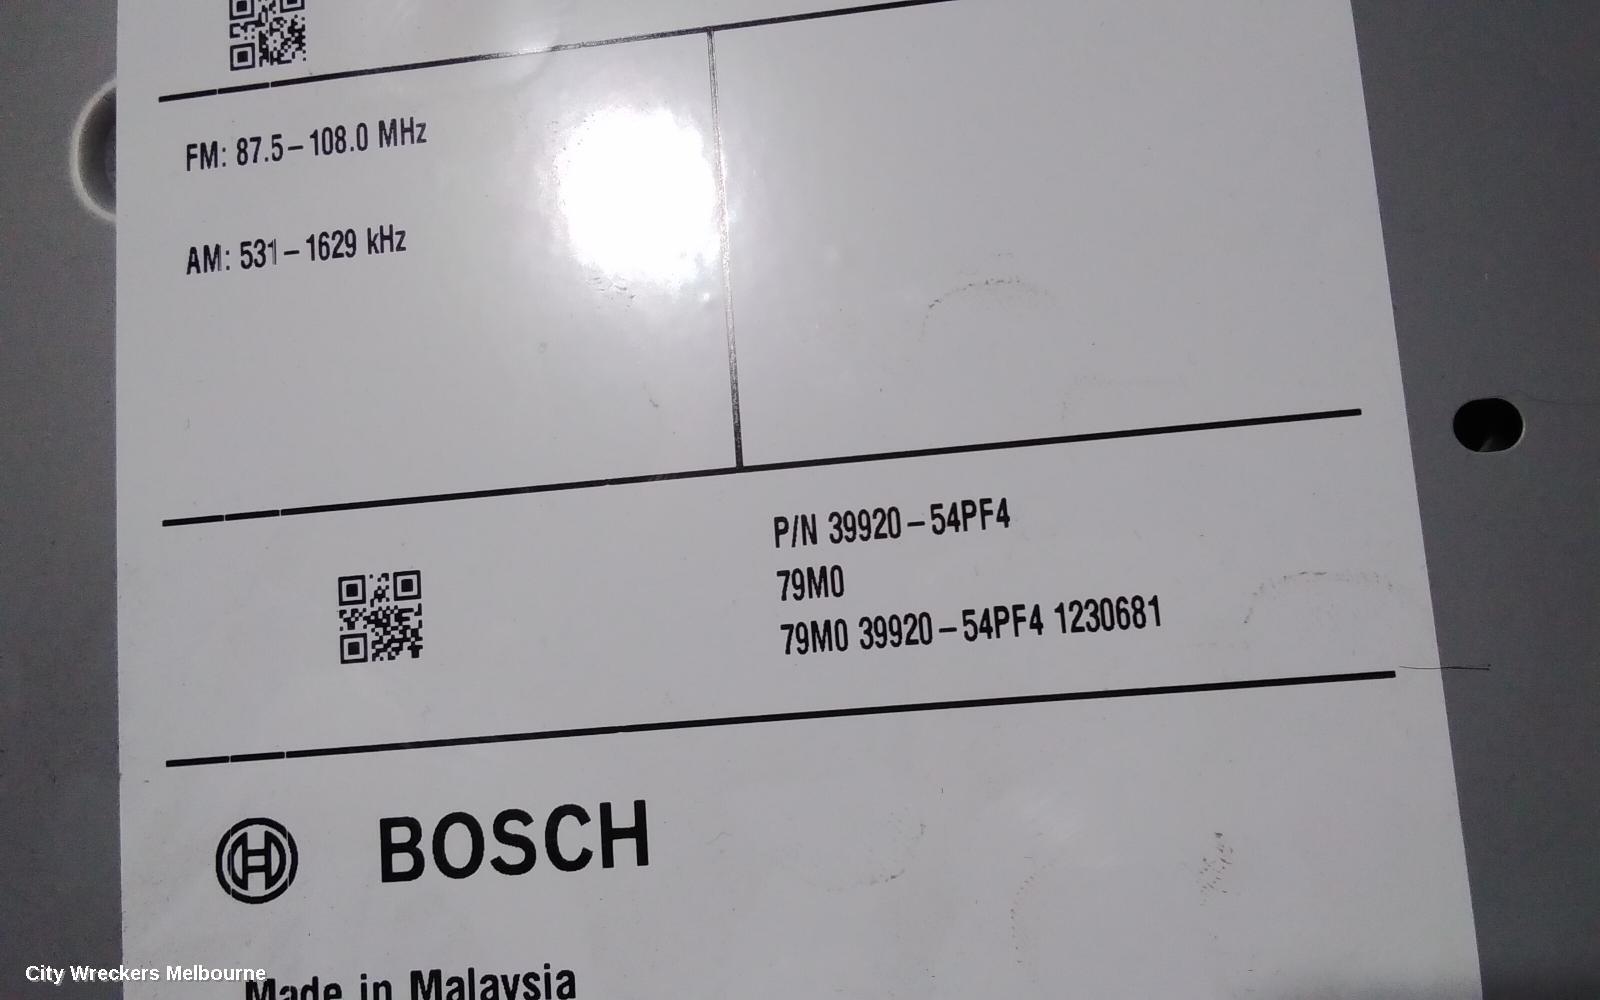 FM: 87.5–108.0 MHz
AM: 531–1629 kHz
P/N 39920–54PF4
79M0
79M0 39920–54PF4 1230681
BOSCH
Made in Malaysia
City Wreckers Melbourne